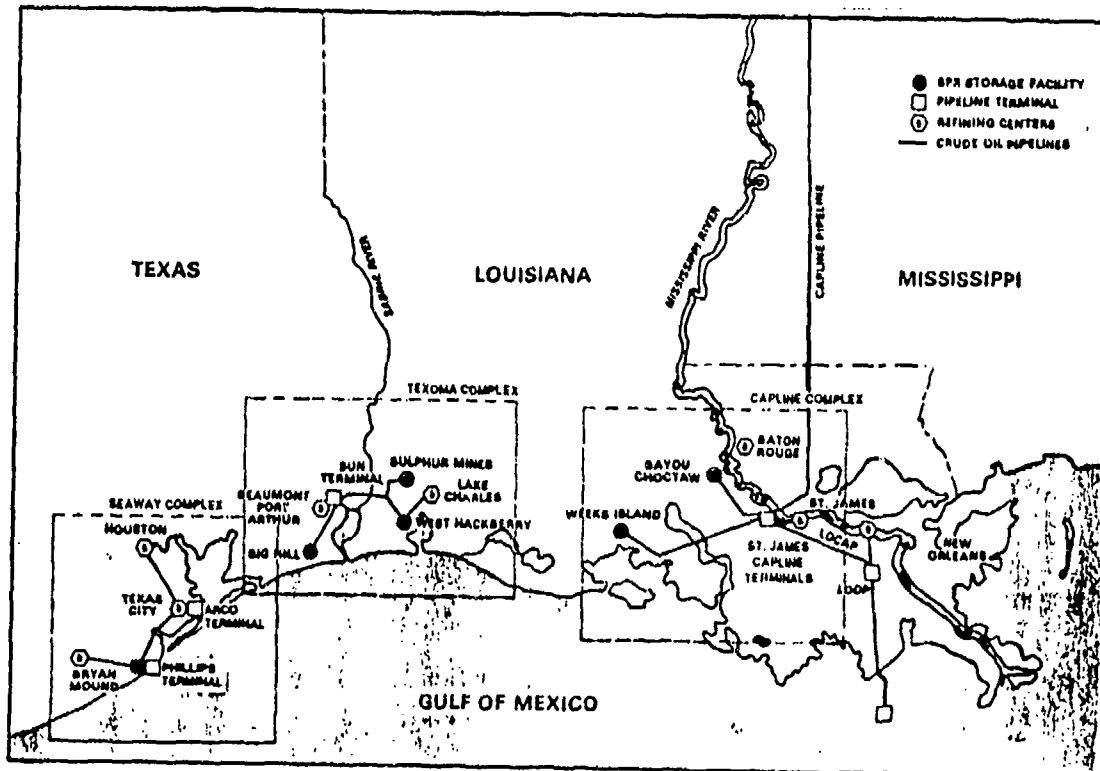 SPR STORAGE FACILITY
PIPELINE TERMINAL
REFINING CENTERS
CRUDE OIL PIPELINES
TEXAS
LOUISIANA
MISSISSIPPI
SABINE RIVER
MISSISSIPPI RIVER
CAPLINE PIPELINE
TEXOMA COMPLEX
CAPLINE COMPLEX
SEAWAY COMPLEX
SUN
TERMINAL
SULPHUR MINES
LAKE
CHARLES
BEAUMONT
PORT
ARTHUR
WEST HACKBERRY
BIG HILL
HOUSTON
TEXAS
CITY
ARCO
TERMINAL
BRYAN
MOUND
PHILLIPS
TERMINAL
BATON
ROUGE
BAYOU
CHOCTAW
WEEKS ISLAND
ST. JAMES
LOCAP
ST. JAMES
CAPLINE
TERMINALS
LOOP
NEW
ORLEANS
GULF OF MEXICO